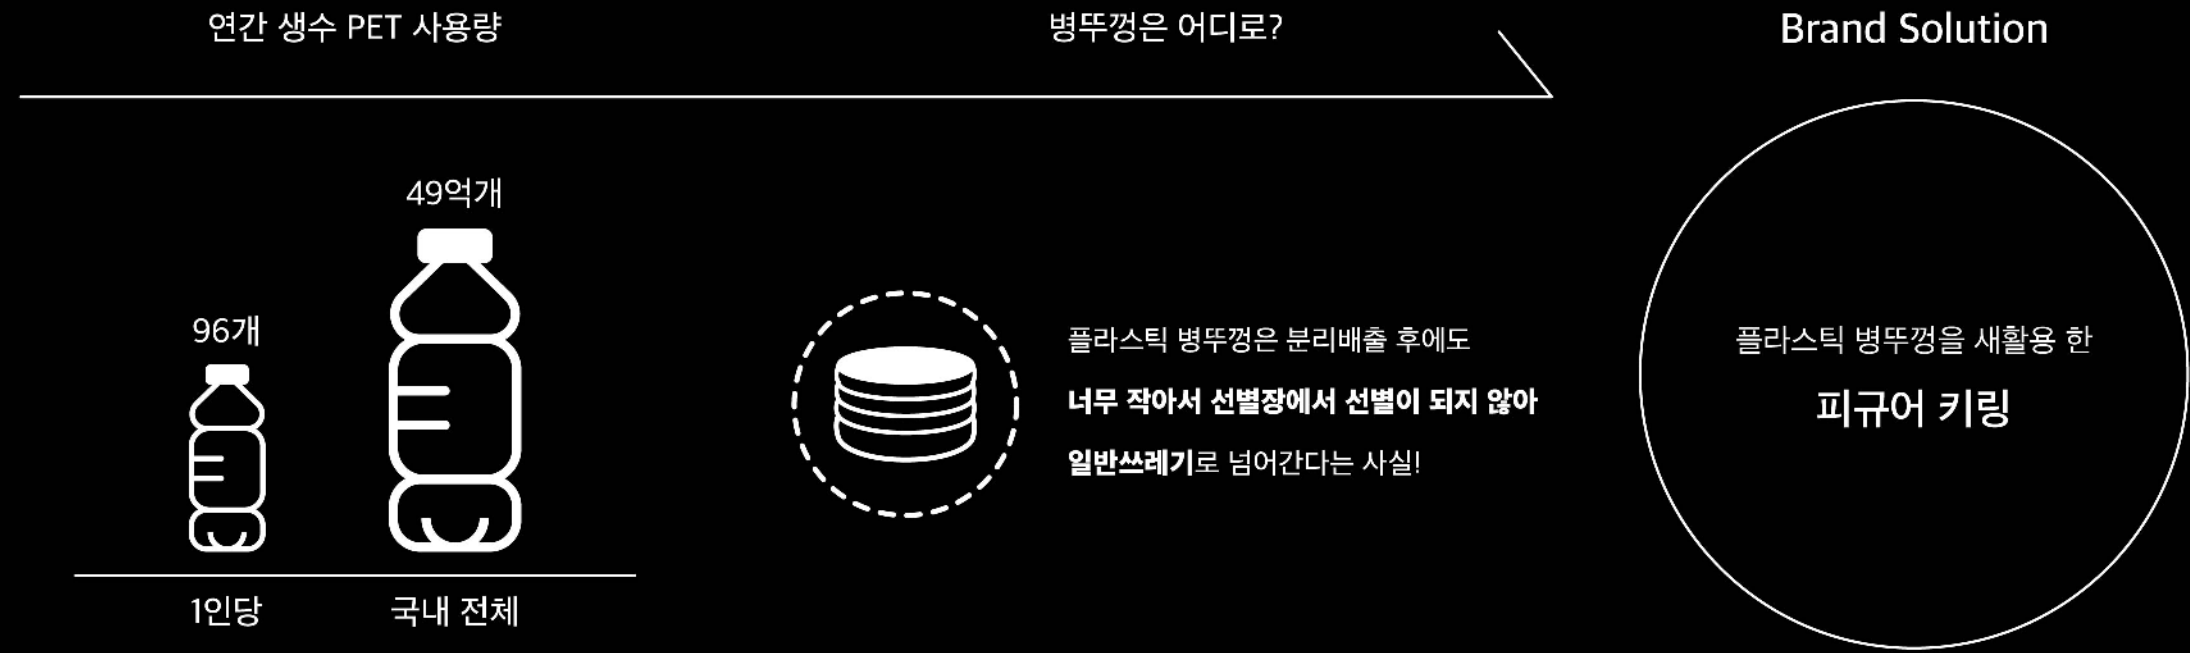 연간 생수 PET 사용량
병뚜껑은 어디로?
Brand Solution
49억개
96개
1인당
국내 전체
플라스틱 병뚜껑은 분리배출 후에도
너무 작아서 선별장에서 선별이 되지 않아
일반쓰레기로 넘어간다는 사실!
플라스틱 병뚜껑을 새활용 한
피규어 키링